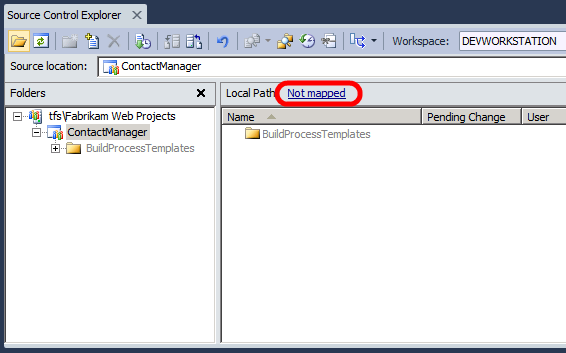 Source Control Explorer
Workspace: DEVWORKSTATION
Source location: ContactManager
Folders
Local Path: Not mapped
tfs\Fabrikam Web Projects
ContactManager
BuildProcessTemplates
Name Pending Change User
BuildProcessTemplates